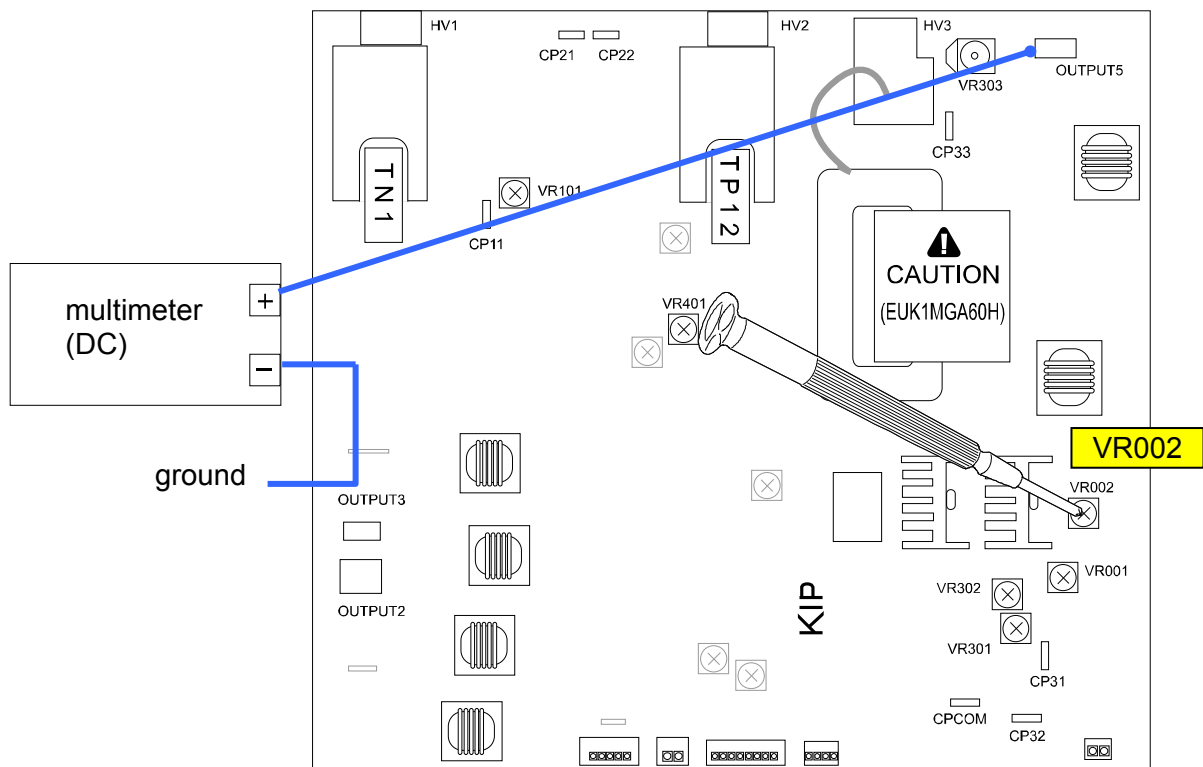 HV1
CP21
CP22
HV2
HV3
VR303
OUTPUT5
CP33
TN1
VR101
CP11
TP12
CAUTION
(EUK1MGA60H)
multimeter
(DC)
+
−
VR401
ground
OUTPUT3
OUTPUT2
VR002
VR002
VR001
VR302
VR301
KIP
CP31
CPCOM
CP32